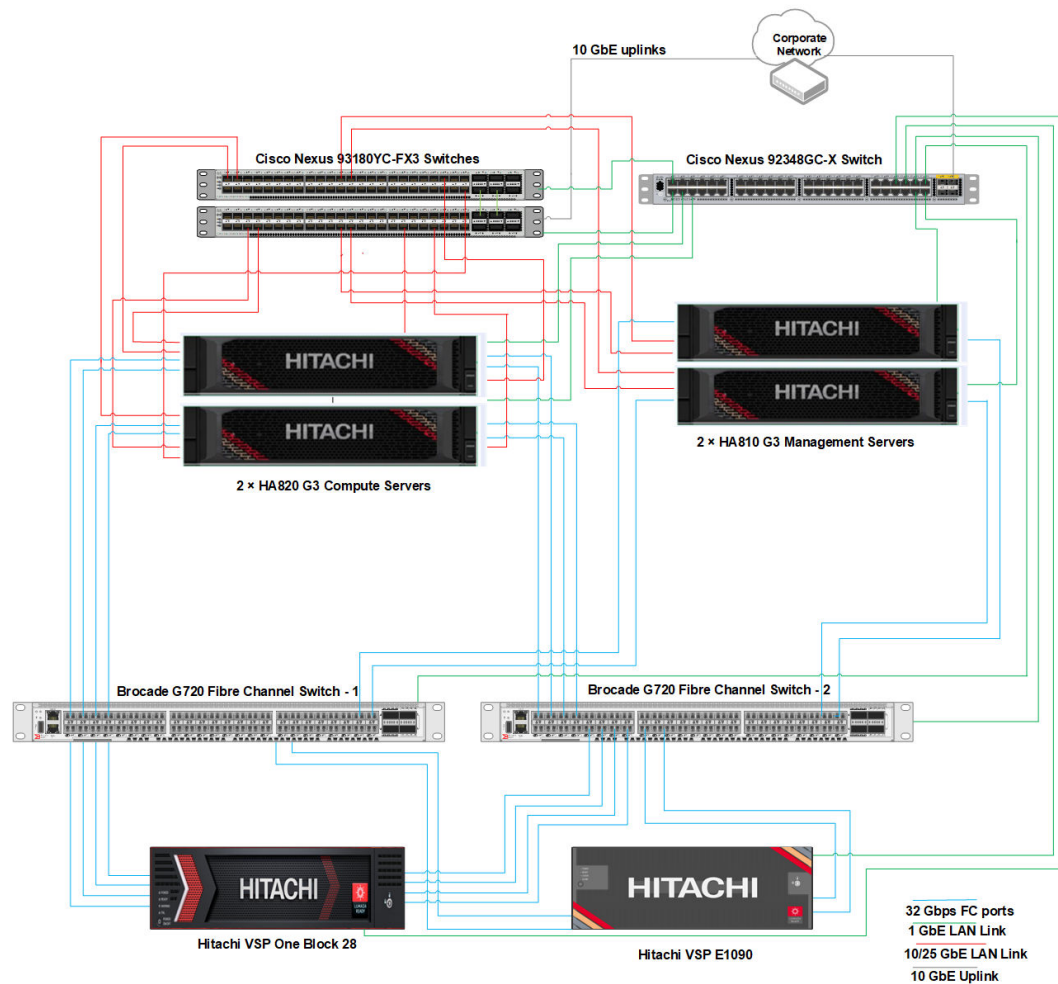 Corporate
Network
10 GbE uplinks
Cisco Nexus 93180YC-FX3 Switches
Cisco Nexus 92348GC-X Switch
HITACHI
HITACHI
HITACHI
HITACHI
2 × HA810 G3 Management Servers
2 × HA820 G3 Compute Servers
Brocade G720 Fibre Channel Switch - 1
Brocade G720 Fibre Channel Switch - 2
HITACHI
HITACHI
Hitachi VSP One Block 28
Hitachi VSP E1090
32 Gbps FC ports
1 GbE LAN Link
10/25 GbE LAN Link
10 GbE Uplink